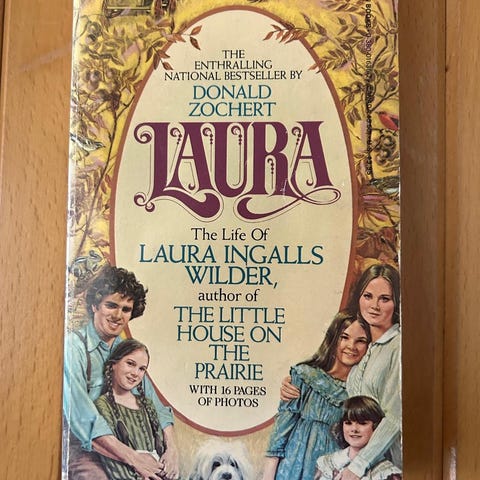 THE
ENTHRALLING
NATIONAL BESTSELLER BY
DONALD
ZOCHERT
LAURA
The Life Of
LAURA INGALLS
WILDER,
author of
THE LITTLE
HOUSE ON
THE
PRAIRIE
WITH 16 PAGES
OF PHOTOS